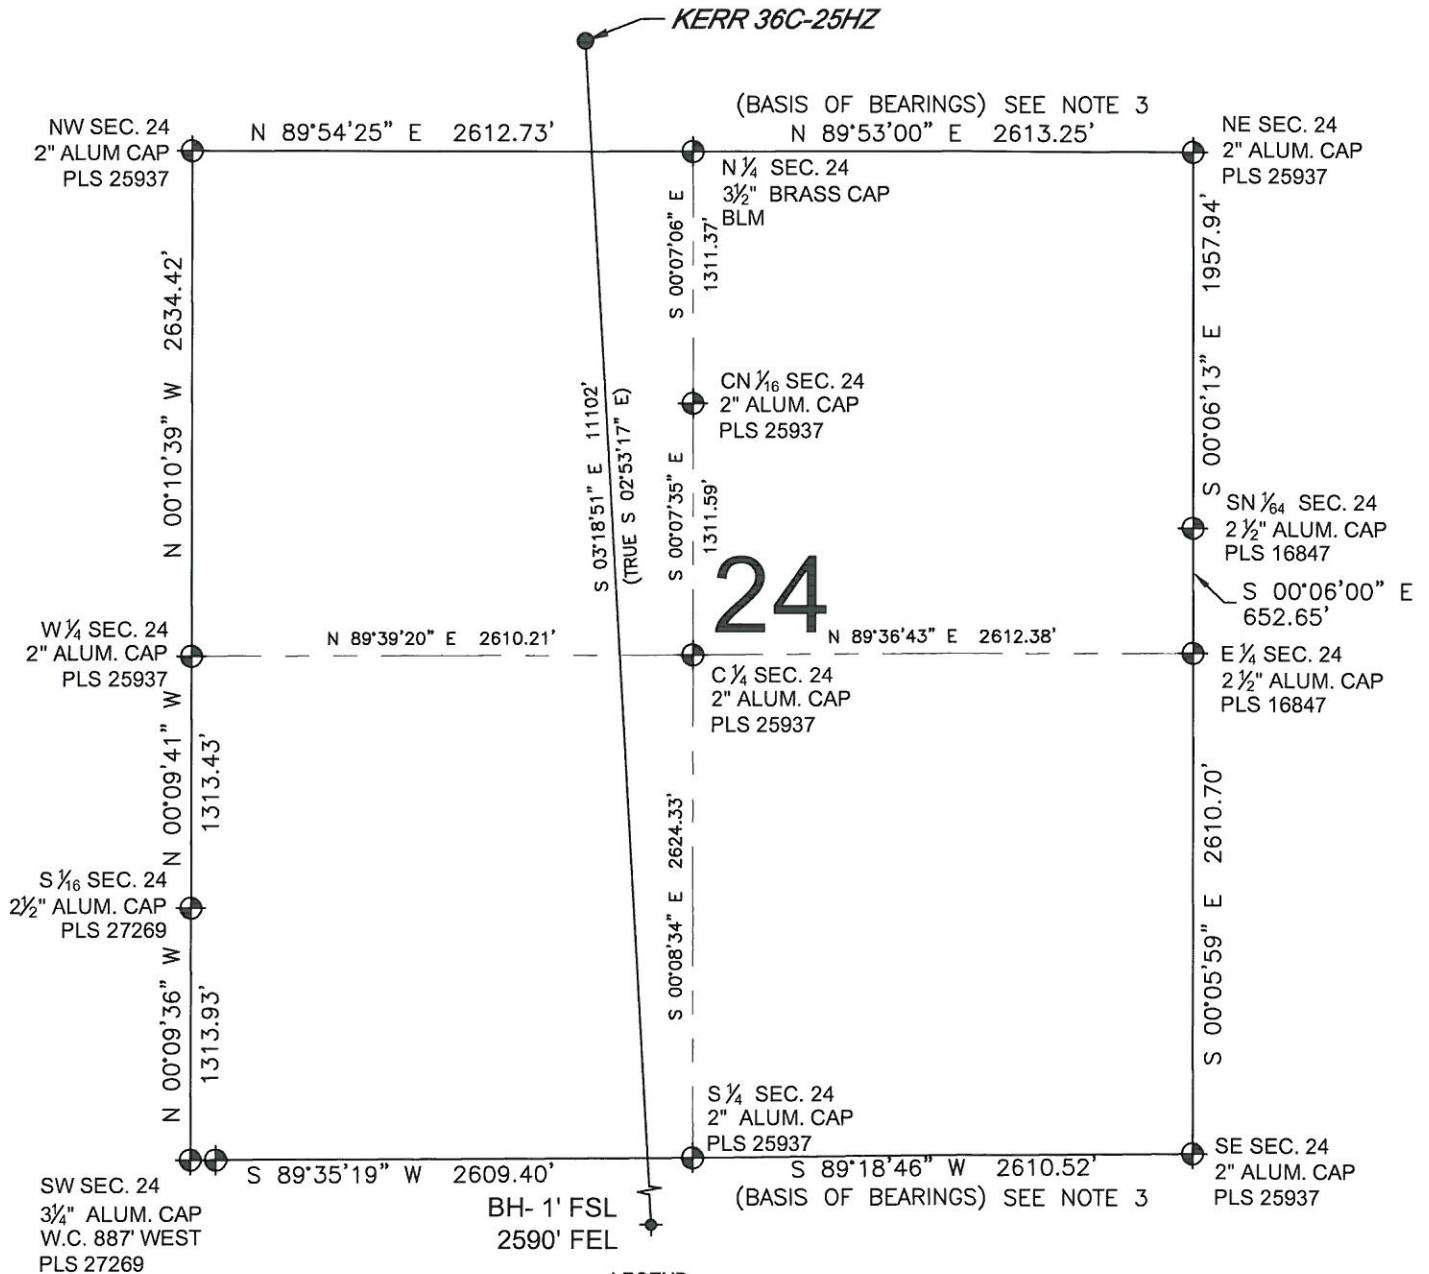 KERR 36C-25HZ
(BASIS OF BEARINGS) SEE NOTE 3
NW SEC. 24
2" ALUM CAP
PLS 25937
N 89°54'25" E 2612.73'
N 89°53'00" E 2613.25'
NE SEC. 24
2" ALUM. CAP
PLS 25937
N ¼ SEC. 24
3½" BRASS CAP
BLM
S 00°07'06" E
1311.37'
N 00°10'39" W 2634.42'
S 00°06'13" E 1957.94'
CN 1/16 SEC. 24
2" ALUM. CAP
PLS 25937
S 03°18'51" E 11102'
(TRUE S 02°53'17" E)
S 00°07'35" E
1311.59'
SN 1/64 SEC. 24
2 ½" ALUM. CAP
PLS 16847
S 00°06'00" E
652.65'
24
W ¼ SEC. 24
2" ALUM. CAP
PLS 25937
N 89°39'20" E 2610.21'
N 89°36'43" E 2612.38'
E ¼ SEC. 24
2 ½" ALUM. CAP
PLS 16847
C ¼ SEC. 24
2" ALUM. CAP
PLS 25937
N 00°09'41" W
1313.43'
S 00°08'34" E 2624.33'
S 00°05'59" E 2610.70'
S 1/16 SEC. 24
2½" ALUM. CAP
PLS 27269
N 00°09'36" W
1313.93'
S ¼ SEC. 24
2" ALUM. CAP
PLS 25937
S 89°35'19" W 2609.40'
S 89°18'46" W 2610.52'
(BASIS OF BEARINGS) SEE NOTE 3
SE SEC. 24
2" ALUM. CAP
PLS 25937
SW SEC. 24
3¼" ALUM. CAP
W.C. 887' WEST
PLS 27269
BH- 1' FSL
2590' FEL